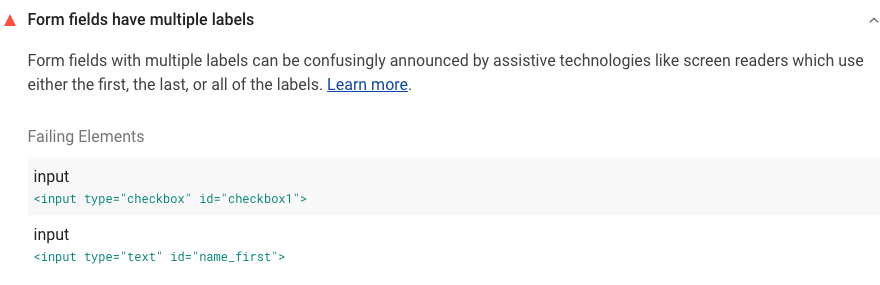 Form fields have multiple labels
Form fields with multiple labels can be confusingly announced by assistive technologies like screen readers which use
either the first, the last, or all of the labels. Learn more.
Failing Elements
input
<input type="checkbox" id="checkbox1">
input
<input type="text" id="name_first">